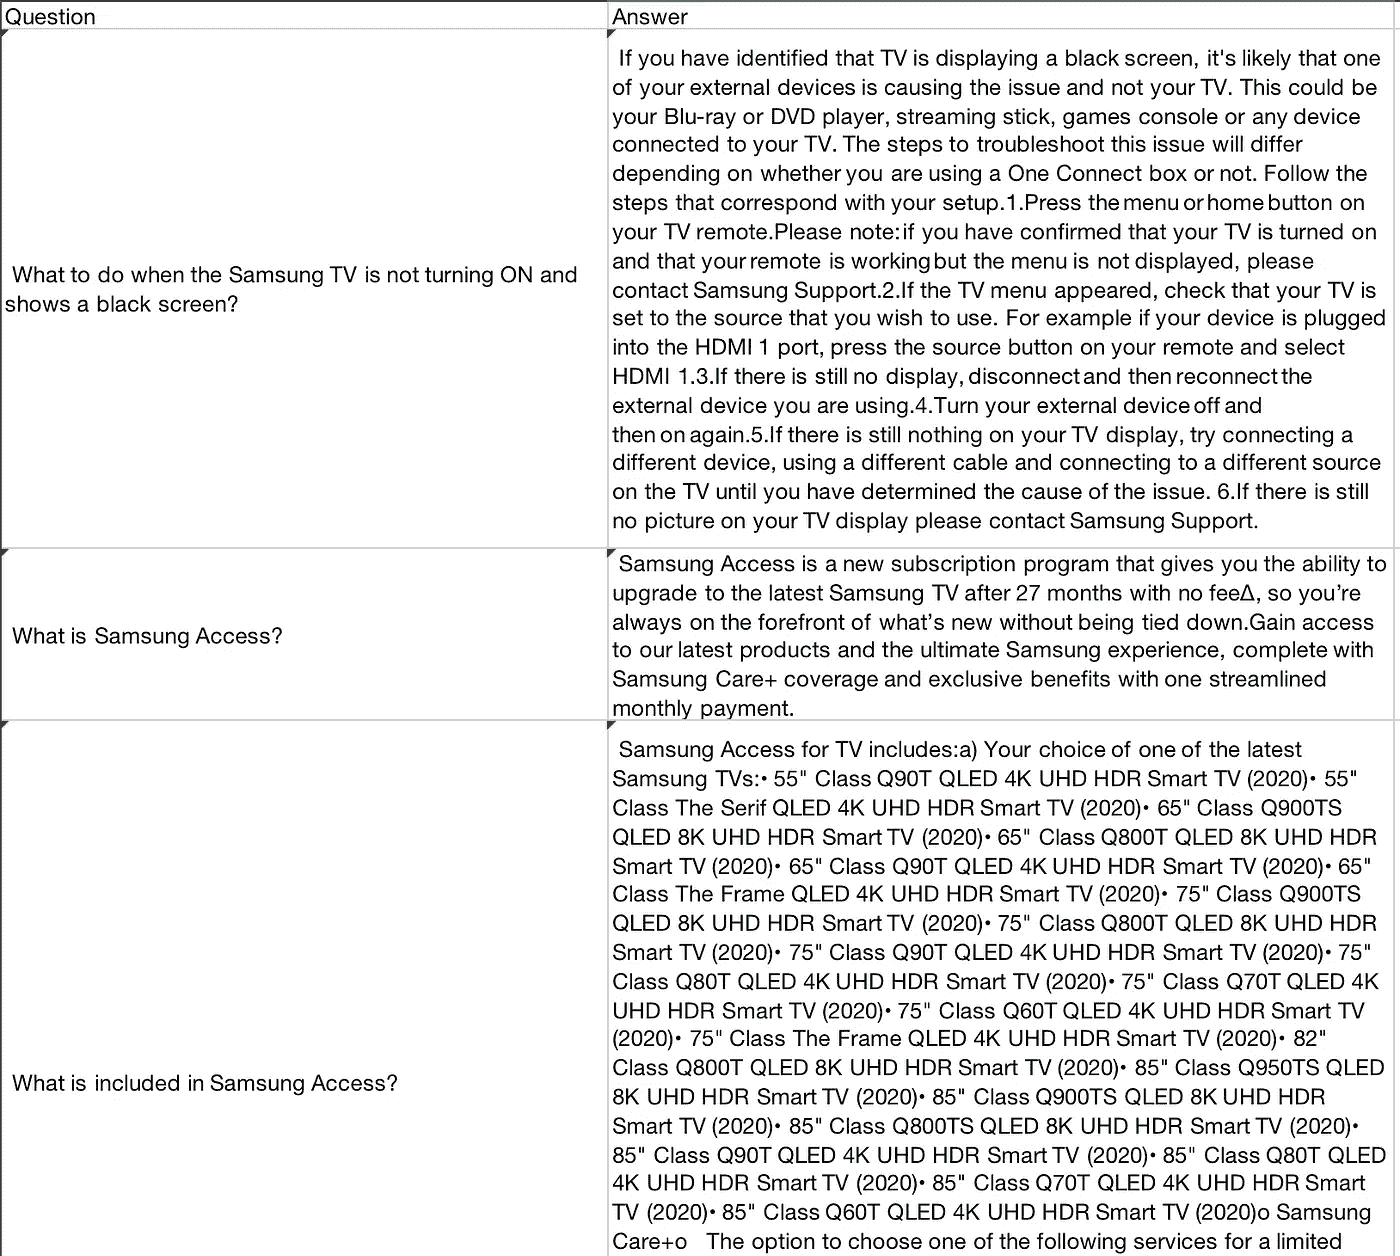 Question
Answer
What to do when the Samsung TV is not turning ON and
shows a black screen?
If you have identified that TV is displaying a black screen, it's likely that one
of your external devices is causing the issue and not your TV. This could be
your Blu-ray or DVD player, streaming stick, games console or any device
connected to your TV. The steps to troubleshoot this issue will differ
depending on whether you are using a One Connect box or not. Follow the
steps that correspond with your setup.1.Press the menu or home button on
your TV remote.Please note: if you have confirmed that your TV is turned on
and that your remote is working but the menu is not displayed, please
contact Samsung Support.2.If the TV menu appeared, check that your TV is
set to the source that you wish to use. For example if your device is plugged
into the HDMI 1 port, press the source button on your remote and select
HDMI 1.3.If there is still no display, disconnect and then reconnect the
external device you are using.4.Turn your external device off and
then on again.5.If there is still nothing on your TV display, try connecting a
different device, using a different cable and connecting to a different source
on the TV until you have determined the cause of the issue. 6.If there is still
no picture on your TV display please contact Samsung Support.
What is Samsung Access?
Samsung Access is a new subscription program that gives you the ability to
upgrade to the latest Samsung TV after 27 months with no feeΔ, so you’re
always on the forefront of what’s new without being tied down.Gain access
to our latest products and the ultimate Samsung experience, complete with
Samsung Care+ coverage and exclusive benefits with one streamlined
monthly payment.
What is included in Samsung Access?
Samsung Access for TV includes:a) Your choice of one of the latest
Samsung TVs:• 55" Class Q90T QLED 4K UHD HDR Smart TV (2020)• 55"
Class The Serif QLED 4K UHD HDR Smart TV (2020)• 65" Class Q900TS
QLED 8K UHD HDR Smart TV (2020)• 65" Class Q800T QLED 8K UHD HDR
Smart TV (2020)• 65" Class Q90T QLED 4K UHD HDR Smart TV (2020)• 65"
Class The Frame QLED 4K UHD HDR Smart TV (2020)• 75" Class Q900TS
QLED 8K UHD HDR Smart TV (2020)• 75" Class Q800T QLED 8K UHD HDR
Smart TV (2020)• 75" Class Q90T QLED 4K UHD HDR Smart TV (2020)• 75"
Class Q80T QLED 4K UHD HDR Smart TV (2020)• 75" Class Q70T QLED 4K
UHD HDR Smart TV (2020)• 75" Class Q60T QLED 4K UHD HDR Smart TV
(2020)• 75" Class The Frame QLED 4K UHD HDR Smart TV (2020)• 82"
Class Q800T QLED 8K UHD HDR Smart TV (2020)• 85" Class Q950TS QLED
8K UHD HDR Smart TV (2020)• 85" Class Q900TS QLED 8K UHD HDR
Smart TV (2020)• 85" Class Q800TS QLED 8K UHD HDR Smart TV (2020)•
85" Class Q90T QLED 4K UHD HDR Smart TV (2020)• 85" Class Q80T QLED
4K UHD HDR Smart TV (2020)• 85" Class Q70T QLED 4K UHD HDR Smart
TV (2020)• 85" Class Q60T QLED 4K UHD HDR Smart TV (2020)o Samsung
Care+o The option to choose one of the following services for a limited